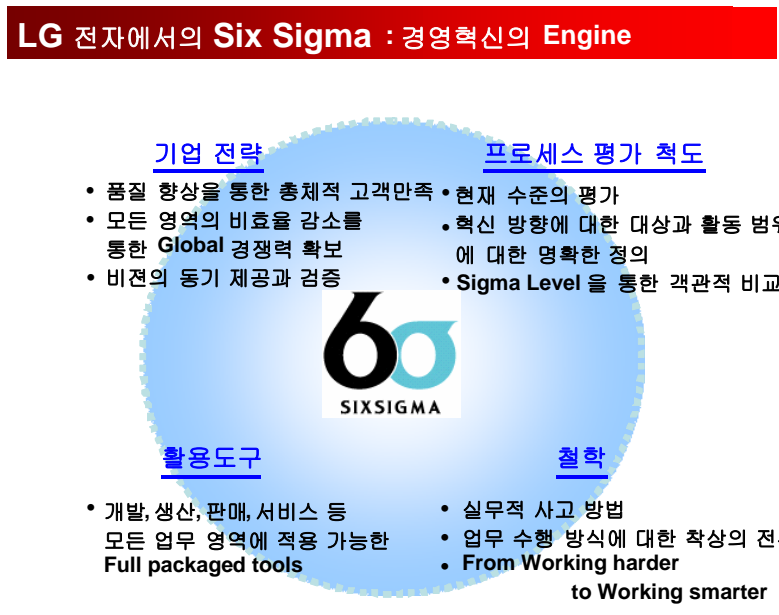 LG 전자에서의 Six Sigma : 경영혁신의 Engine
기업 전략
• 품질 향상을 통한 총체적 고객만족
• 모든 영역의 비효율 감소를
통한 Global 경쟁력 확보
• 비젼의 동기 제공과 검증
프로세스 평가 척도
• 현재 수준의 평가
• 혁신 방향에 대한 대상과 활동
에 대한 명확한 정의
• Sigma Level 을 통한 객관적 비교
6σ
SIXSIGMA
활용도구
• 개발, 생산, 판매, 서비스 등
모든 업무 영역에 적용 가능한
Full packaged tools
철학
• 실무적 사고 방법
• 업무 수행 방식에 대한 착상의
• From Working harder
to Working smarter